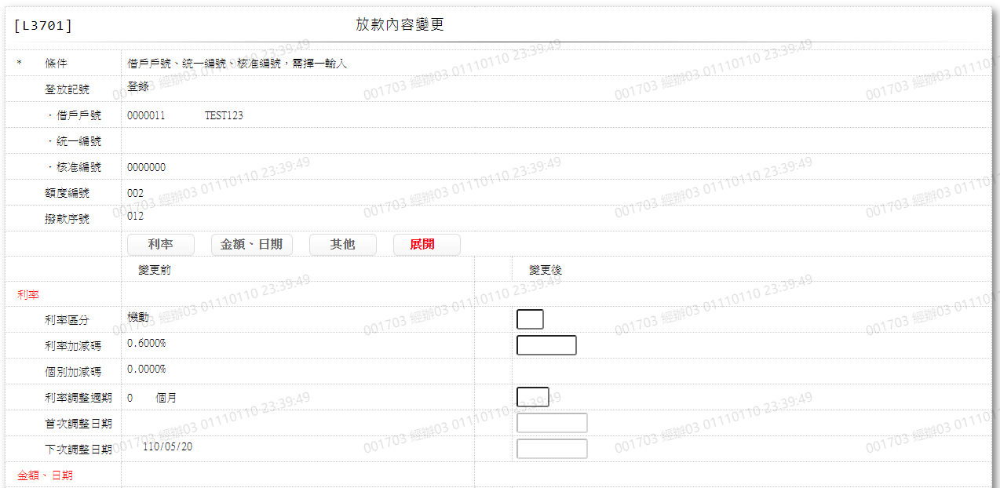 [L3701] 放款內容變更
* 條件 借戶戶號、統一編號、核准編號，需擇一輸入
登放記號 登錄
．借戶戶號 0000011 TEST123
．統一編號
．核准編號 0000000
額度編號 002
撥款序號 012
利率 金額、日期 其他 展開
變更前 變更後
利率
利率區分 機動
利率加減碼 0.6000%
個別加減碼 0.0000%
利率調整週期 0 個月
首次調整日期
下次調整日期 110/05/20
金額、日期
001703 經辦03 01110110 23:39:49